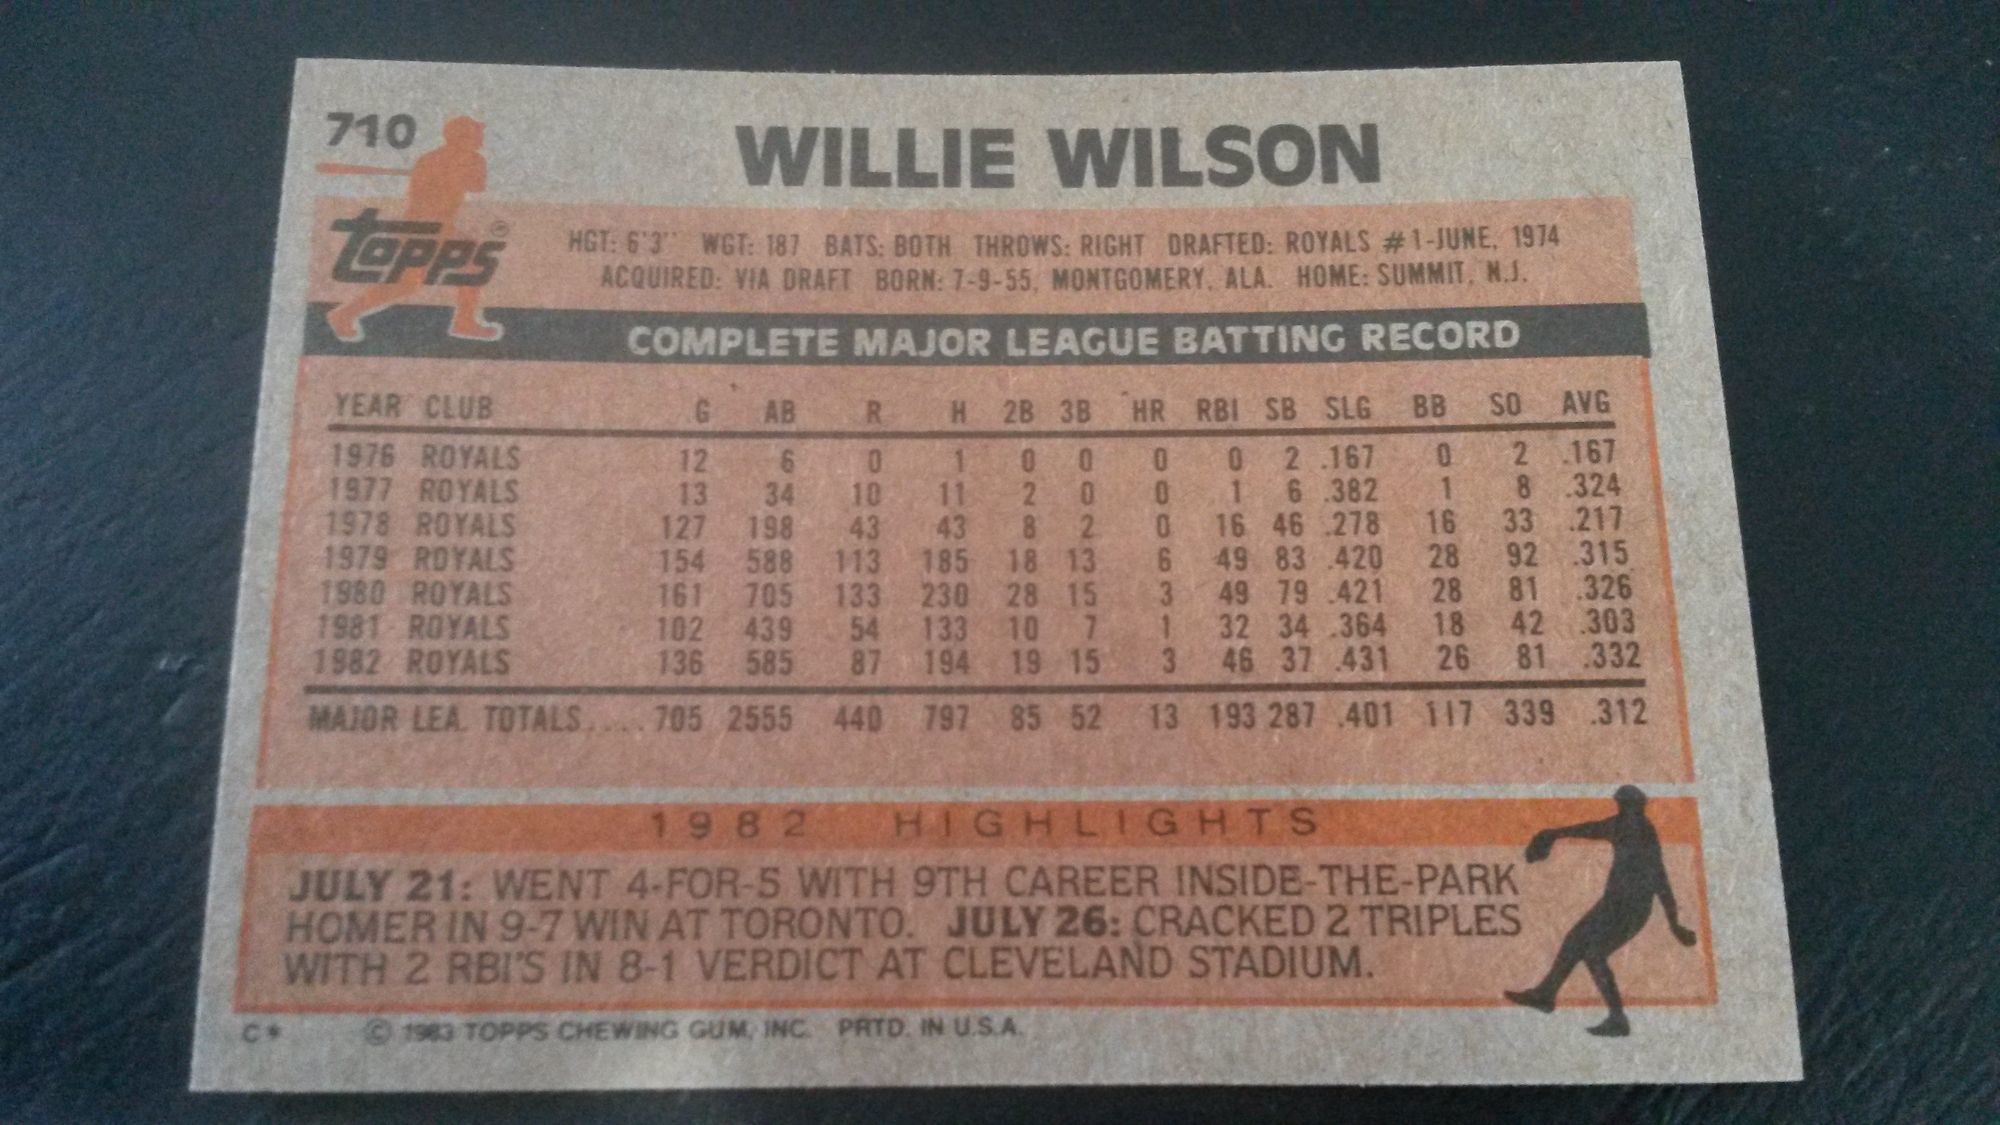 710
WILLIE WILSON
topps®
HGT: 6'3" WGT: 187 BATS: BOTH THROWS: RIGHT DRAFTED: ROYALS #1-JUNE, 1974
ACQUIRED: VIA DRAFT BORN: 7-9-55, MONTGOMERY, ALA. HOME: SUMMIT, N.J.
COMPLETE MAJOR LEAGUE BATTING RECORD
YEAR CLUB G AB R H 2B 3B HR RBI SB SLG BB SO AVG
1976 ROYALS 12 6 0 1 0 0 0 0 2 .167 0 2 .167
1977 ROYALS 13 34 10 11 2 0 0 1 6 .382 1 8 .324
1978 ROYALS 127 198 43 43 8 2 0 16 46 .278 16 33 .217
1979 ROYALS 154 588 113 185 18 13 6 49 83 .420 28 92 .315
1980 ROYALS 161 705 133 230 28 15 3 49 79 .421 28 81 .326
1981 ROYALS 102 439 54 133 10 7 1 32 34 .364 18 42 .303
1982 ROYALS 136 585 87 194 19 15 3 46 37 .431 26 81 .332
MAJOR LEA. TOTALS..... 705 2555 440 797 85 52 13 193 287 .401 117 339 .312
1982 HIGHLIGHTS
JULY 21: WENT 4-FOR-5 WITH 9TH CAREER INSIDE-THE-PARK
HOMER IN 9-7 WIN AT TORONTO. JULY 26: CRACKED 2 TRIPLES
WITH 2 RBI'S IN 8-1 VERDICT AT CLEVELAND STADIUM.
C* © 1983 TOPPS CHEWING GUM, INC. PRTD. IN U.S.A.